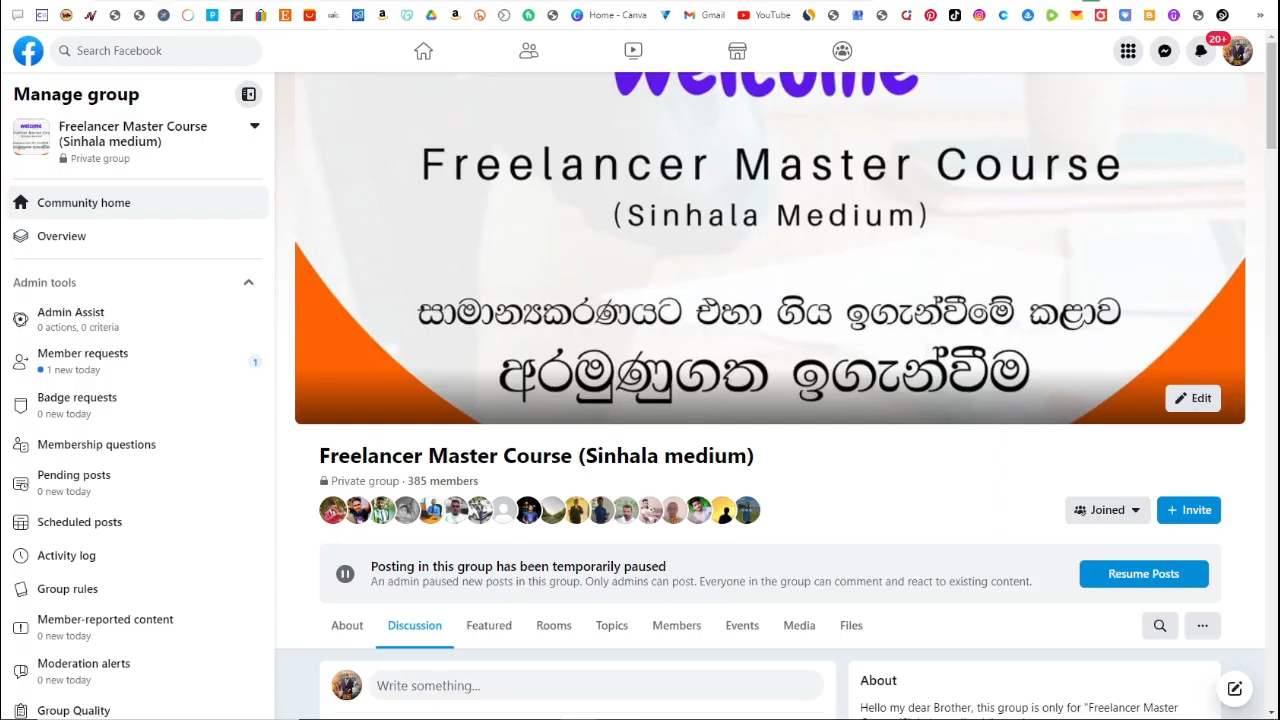 Home - Canva
Gmail
YouTube
Search Facebook
20+
Manage group
Freelancer Master Course
(Sinhala medium)
Private group
Community home
Overview
Admin tools
Admin Assist
0 actions, 0 criteria
Member requests
1 new today
1
Badge requests
0 new today
Membership questions
Pending posts
0 new today
Scheduled posts
Activity log
Group rules
Member-reported content
0 new today
Moderation alerts
0 new today
Group Quality
Welcome
Freelancer Master Course
(Sinhala Medium)
සාමාන්‍යකරණයට එහා ගිය ඉගැන්වීමේ කළාව
අරමුණුගත ඉගැන්වීම
Edit
Freelancer Master Course (Sinhala medium)
Private group · 385 members
Joined
+ Invite
Posting in this group has been temporarily paused
An admin paused new posts in this group. Only admins can post. Everyone in the group can comment and react to existing content.
Resume Posts
About Discussion Featured Rooms Topics Members Events Media Files
Write something...
About
Hello my dear Brother, this group is only for "Freelancer Master